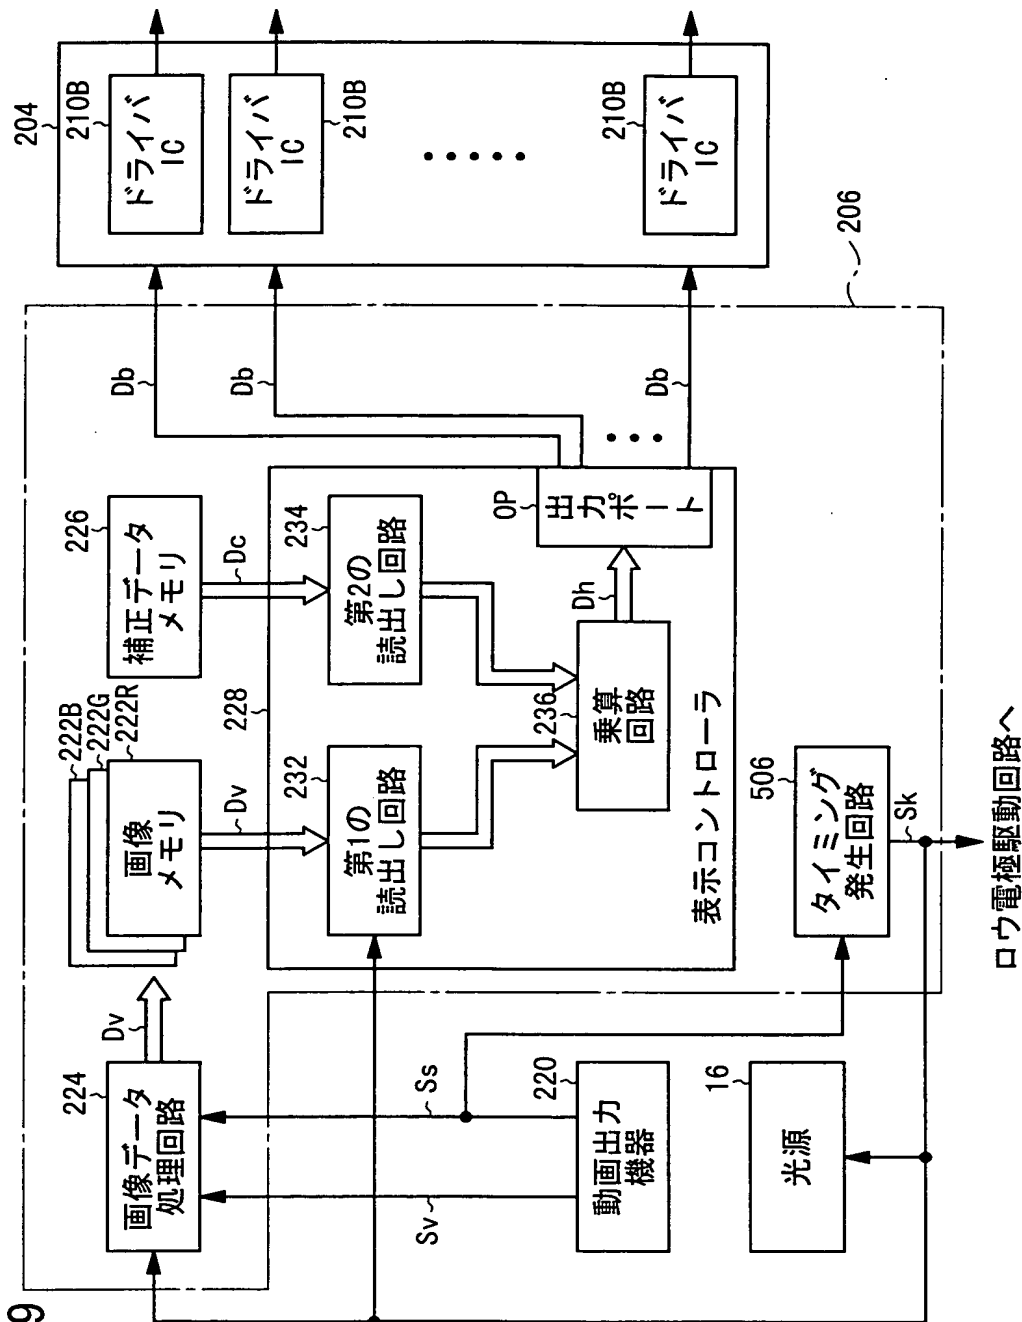 9
224
画像データ
処理回路
Dv
222B
222G
222R
画像
メモリ
226
補正データ
メモリ
Db
204
210B
ドライバ
IC
Dv
Dc
Db
210B
ドライバ
IC
Ss
Sv
228
232
第1の
読出し回路
234
第2の
読出し回路
220
動画出力
機器
236
乗算
回路
Dh
OP
出力ポート
Db
210B
ドライバ
IC
表示コントローラ
16
光源
506
タイミング
発生回路
Sk
206
ロウ電極駆動回路へ